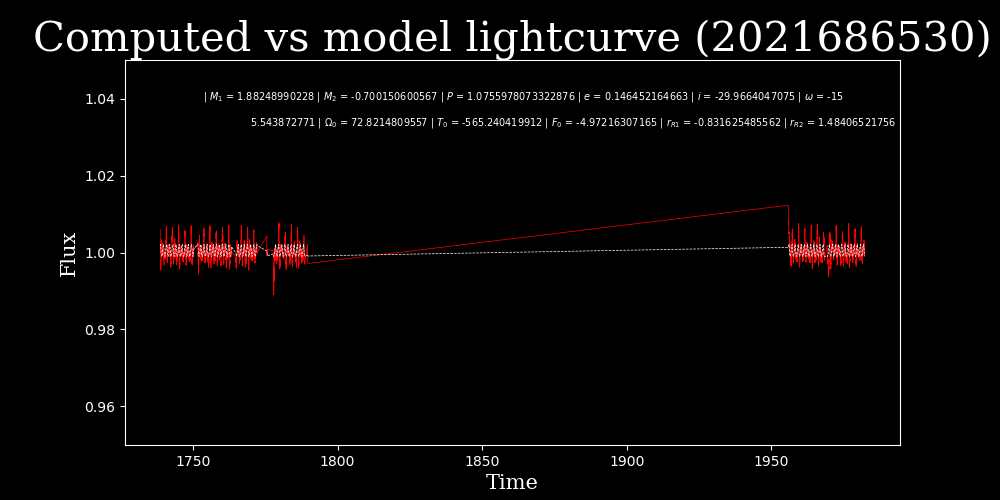 Computed vs model lightcurve (2021686530)
| M₁ = 1.88248990228 | M₂ = -0.700150600567 | P = 1.0755978073322876 | e = 0.146452164663 | i = -29.9664047075 | ω = -15
5.543872771 | Ω₀ = 72.8214809557 | T₀ = -565.240419912 | F₀ = -4.97216307165 | r_R1 = -0.831625485562 | r_R2 = 1.48406521756
1.04
1.02
1.00
0.98
0.96
Flux
1750 1800 1850 1900 1950
Time